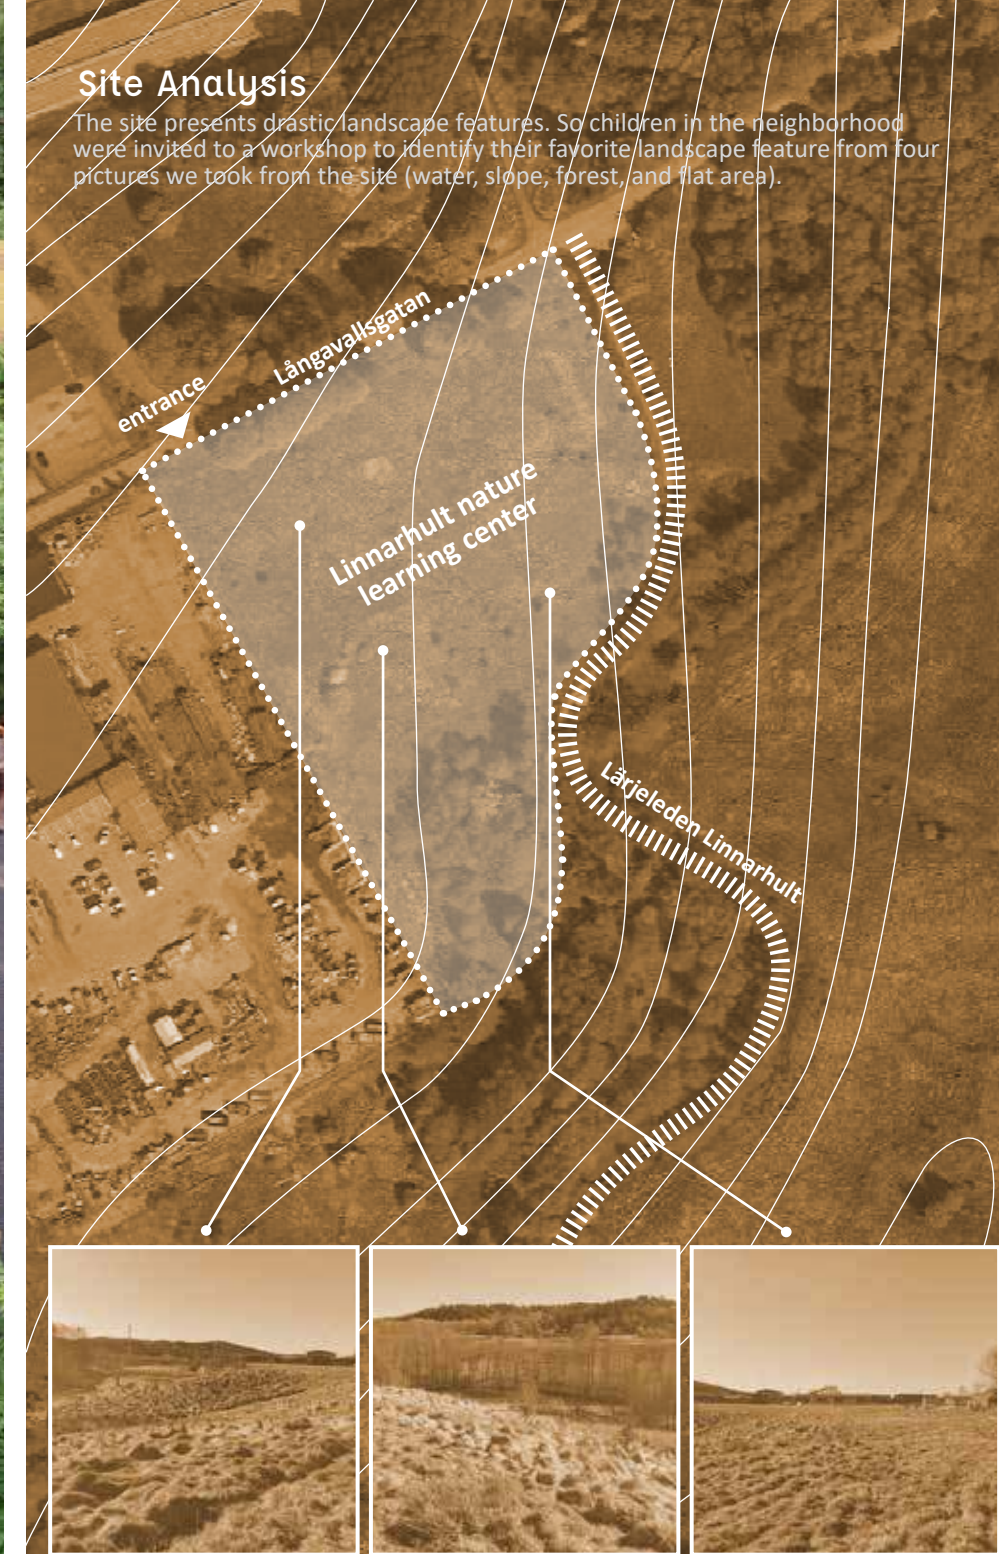 Site Analysis
The site presents drastic landscape features. So children in the neighborhood
were invited to a workshop to identify their favorite landscape feature from four
pictures we took from the site (water, slope, forest, and flat area).
Långavallsgatan
entrance
Linnarhult nature
learning center
Lärjeleden Linnarhult